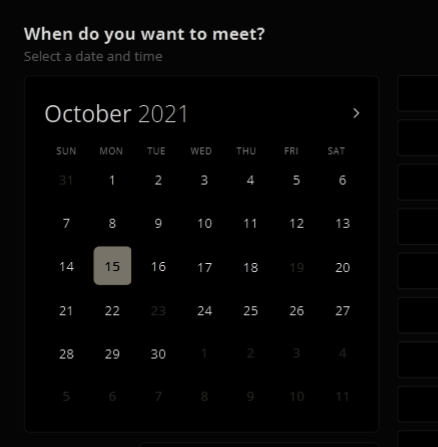 When do you want to meet?
Select a date and time
October 2021
SUN MON TUE WED THU FRI SAT
31 1 2 3 4 5 6
7 8 9 10 11 12 13
14 15 16 17 18 19 20
21 22 23 24 25 26 27
28 29 30 1 2 3 4
5 6 7 8 9 10 11